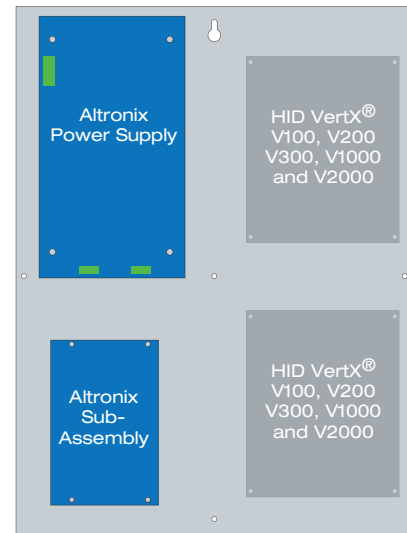 Altronix
Power Supply
HID VertX®
V100, V200
V300, V1000
and V2000
Altronix
Sub-
Assembly
HID VertX®
V100, V200
V300, V1000
and V2000